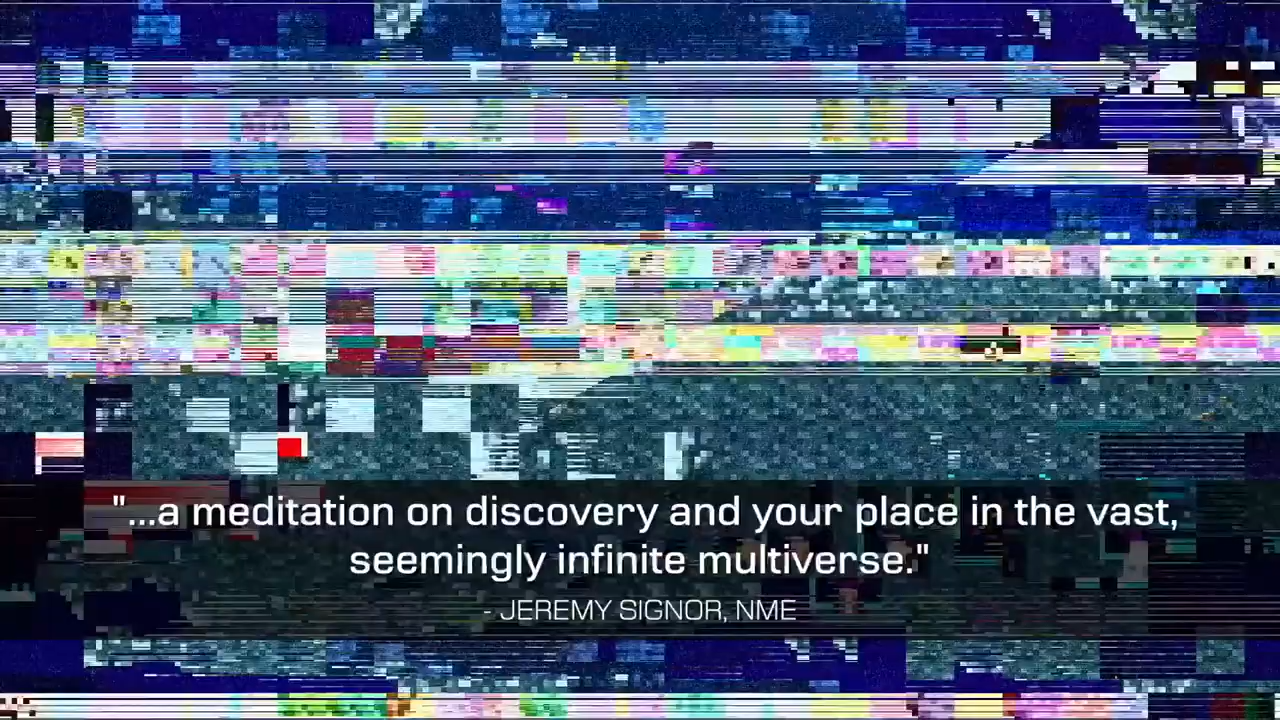 "...a meditation on discovery and your place in the vast,
seemingly infinite multiverse."
- JEREMY SIGNOR, NME